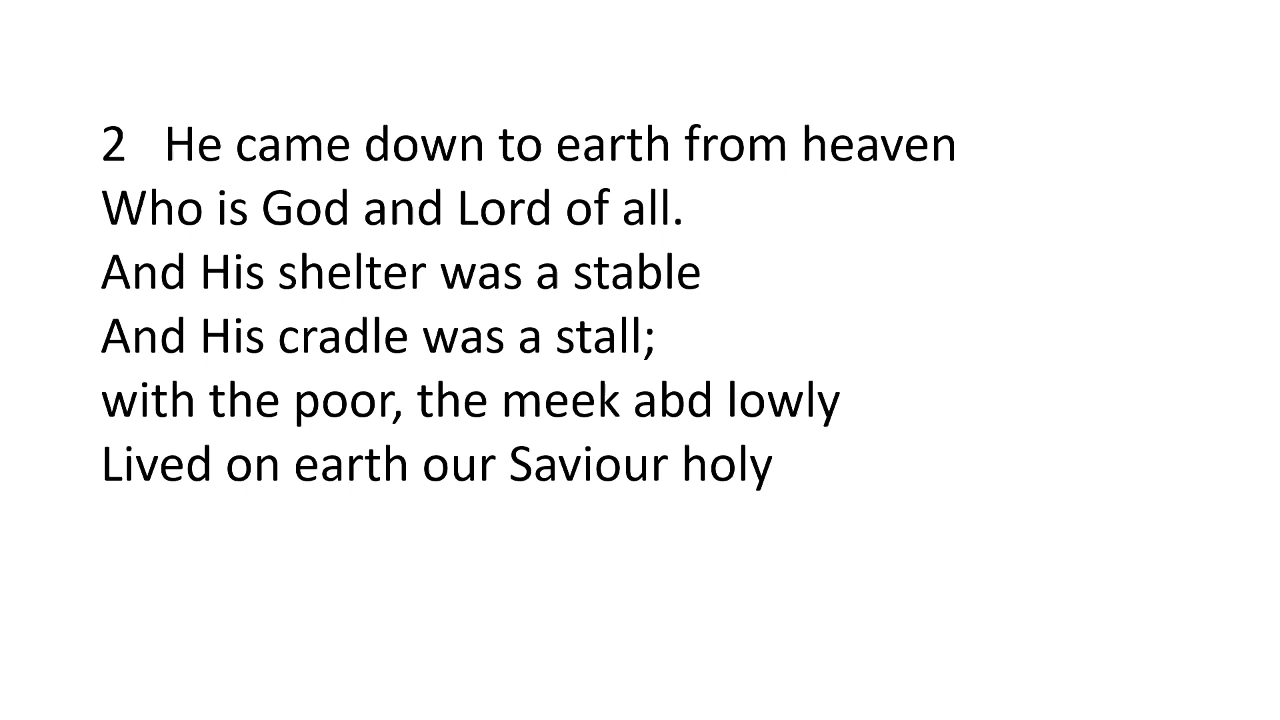 2   He came down to earth from heaven
Who is God and Lord of all.
And His shelter was a stable
And His cradle was a stall;
with the poor, the meek abd lowly
Lived on earth our Saviour holy